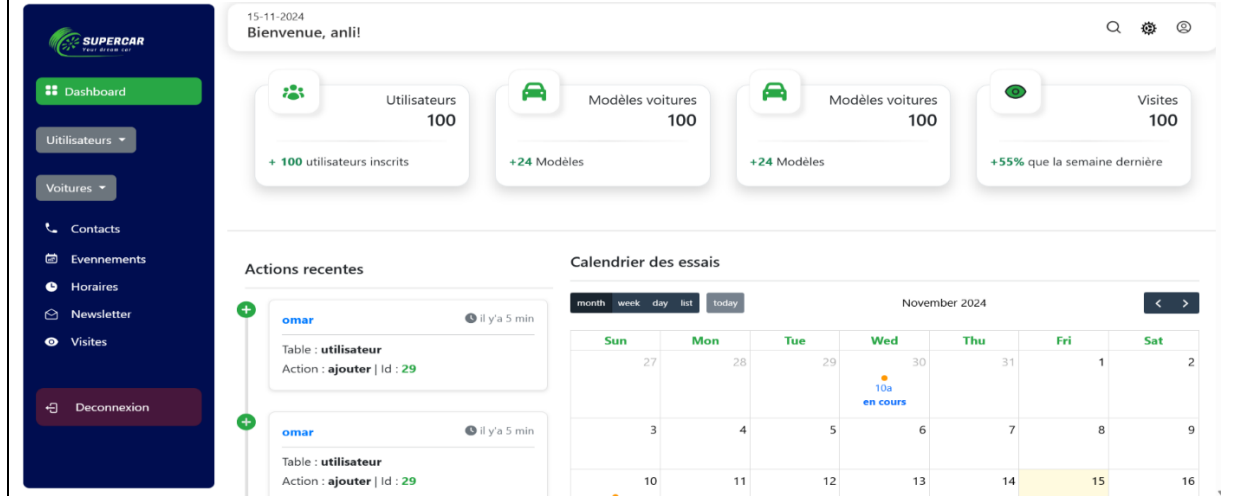 SUPERCAR
Your dream car
Dashboard
Uitilisateurs
Voitures
Contacts
Evennements
Horaires
Newsletter
Visites
Deconnexion
15-11-2024
Bienvenue, anli!
Utilisateurs
100
+ 100 utilisateurs inscrits
Modèles voitures
100
+24 Modèles
Modèles voitures
100
+24 Modèles
Visites
100
+55% que la semaine dernière
Actions recentes
omar il y'a 5 min
Table : utilisateur
Action : ajouter | Id : 29
omar il y'a 5 min
Table : utilisateur
Action : ajouter | Id : 29
Calendrier des essais
month week day list today November 2024
Sun Mon Tue Wed Thu Fri Sat
27 28 29 30 31 1 2
10a
en cours
3 4 5 6 7 8 9
10 11 12 13 14 15 16